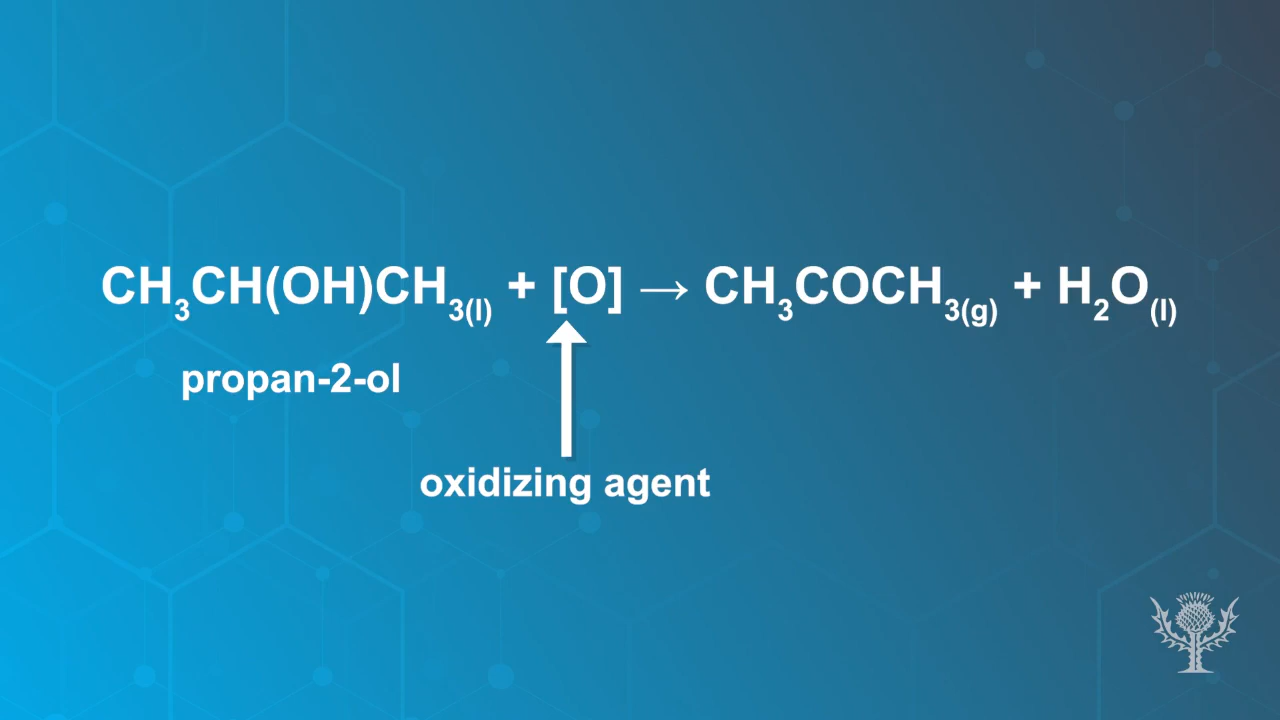 CH₃CH(OH)CH₃₍ₗ₎ + [O] → CH₃COCH₃(g) + H₂O₍ₗ₎
propan-2-ol
oxidizing agent